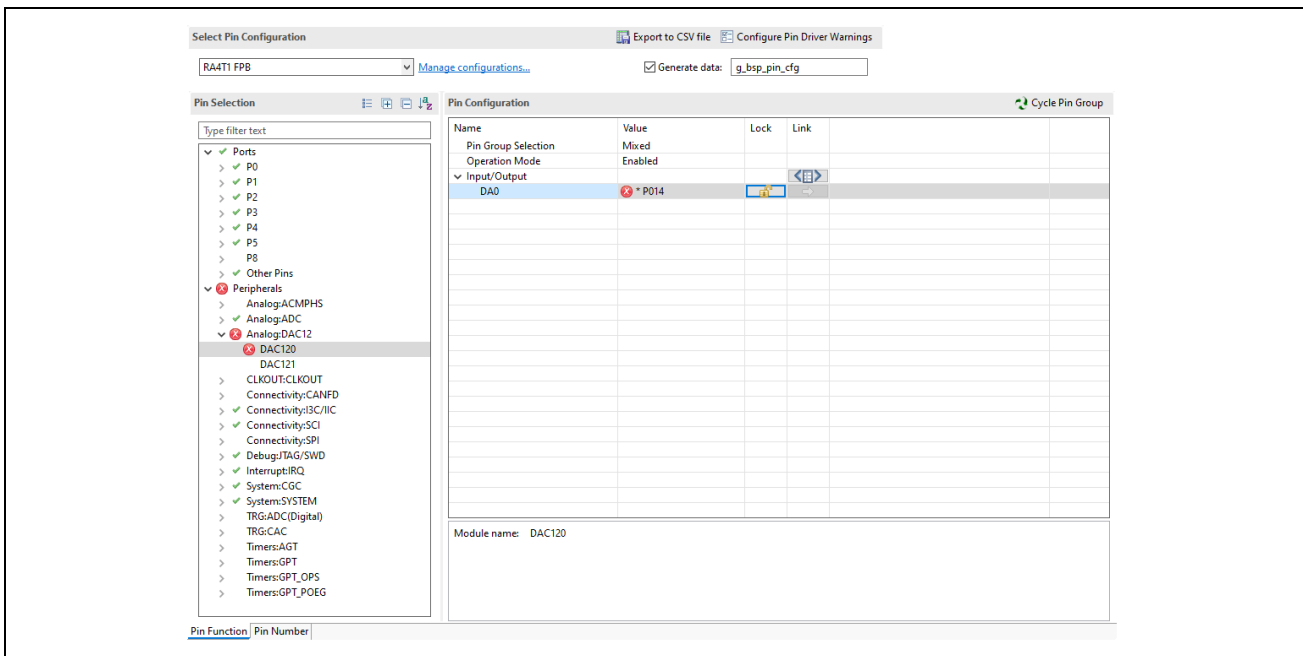 Select Pin Configuration
Export to CSV file Configure Pin Driver Warnings
RA4T1 FPB Manage configurations... Generate data: g_bsp_pin_cfg
Pin Selection
Type filter text
Ports
P0
P1
P2
P3
P4
P5
P8
Other Pins
Peripherals
Analog:ACMPHS
Analog:ADC
Analog:DAC12
DAC120
DAC121
CLKOUT:CLKOUT
Connectivity:CANFD
Connectivity:I3C/IIC
Connectivity:SCI
Connectivity:SPI
Debug:JTAG/SWD
Interrupt:IRQ
System:CGC
System:SYSTEM
TRG:ADC(Digital)
TRG:CAC
Timers:AGT
Timers:GPT
Timers:GPT_OPS
Timers:GPT_POEG
Pin Configuration Cycle Pin Group
Name Value Lock Link
Pin Group Selection Mixed
Operation Mode Enabled
Input/Output
DA0 * P014
Module name: DAC120
Pin Function Pin Number